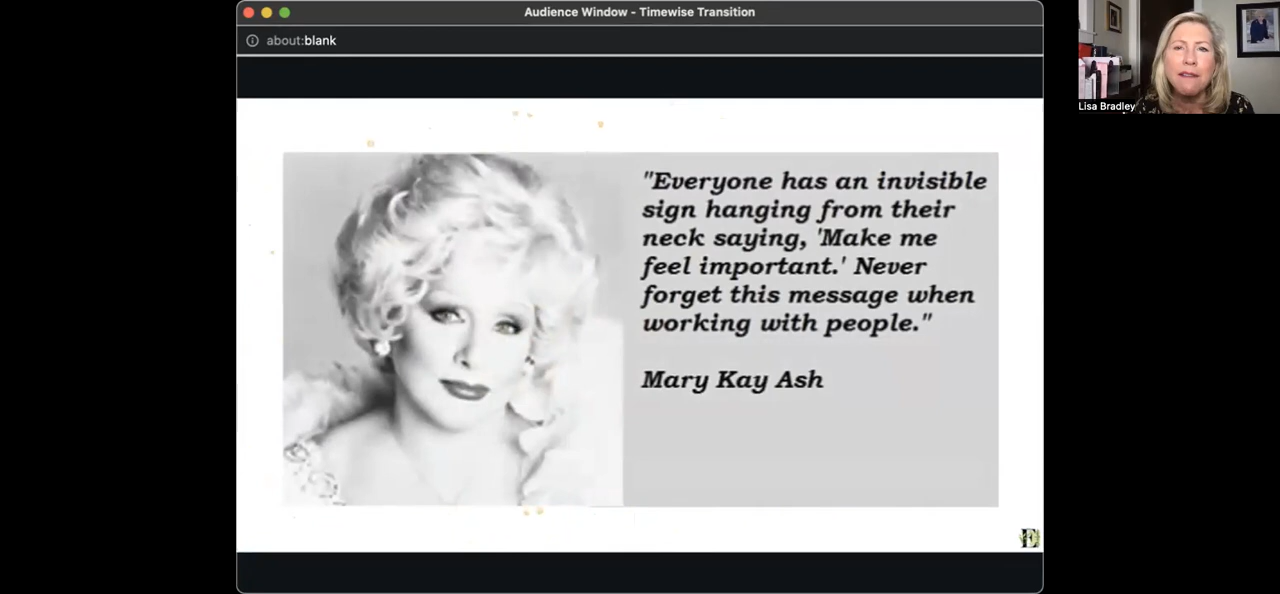 Audience Window - Timewise Transition
about:blank
"Everyone has an invisible
sign hanging from their
neck saying, 'Make me
feel important.' Never
forget this message when
working with people."
Mary Kay Ash
E
Lisa Bradley